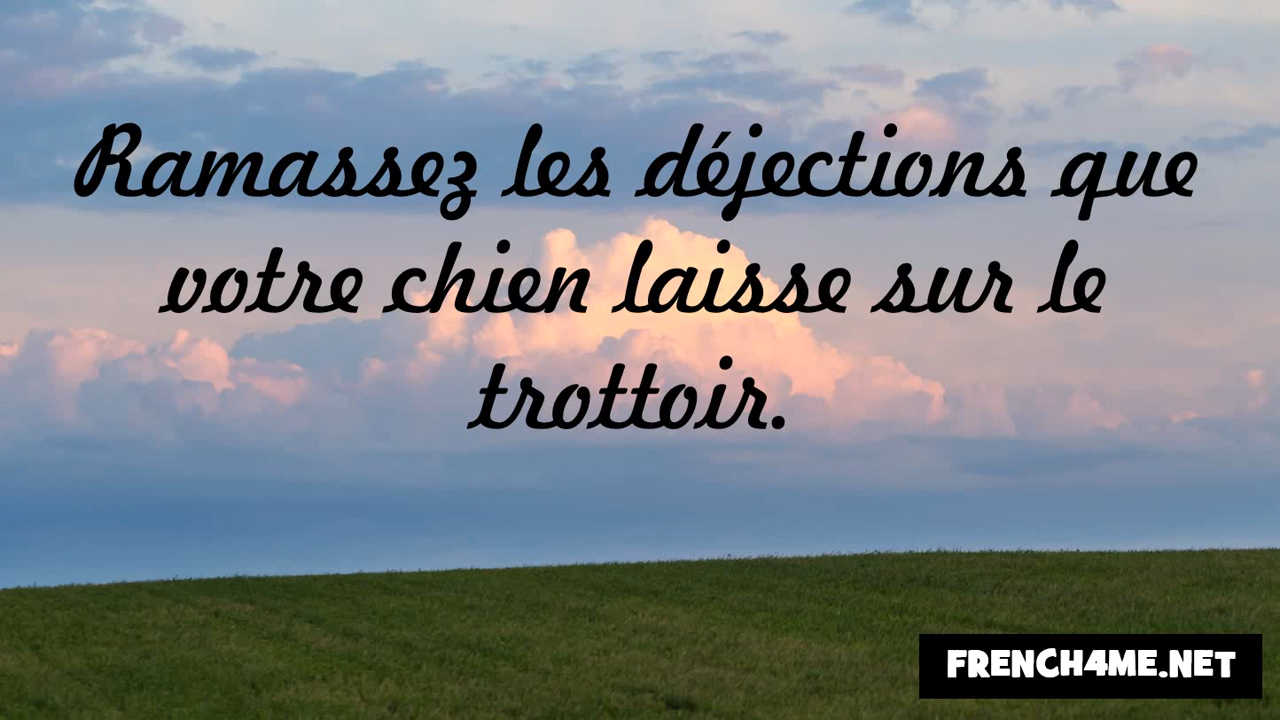 Ramassez les déjections que
votre chien laisse sur le
trottoir.
FRENCH4ME.NET